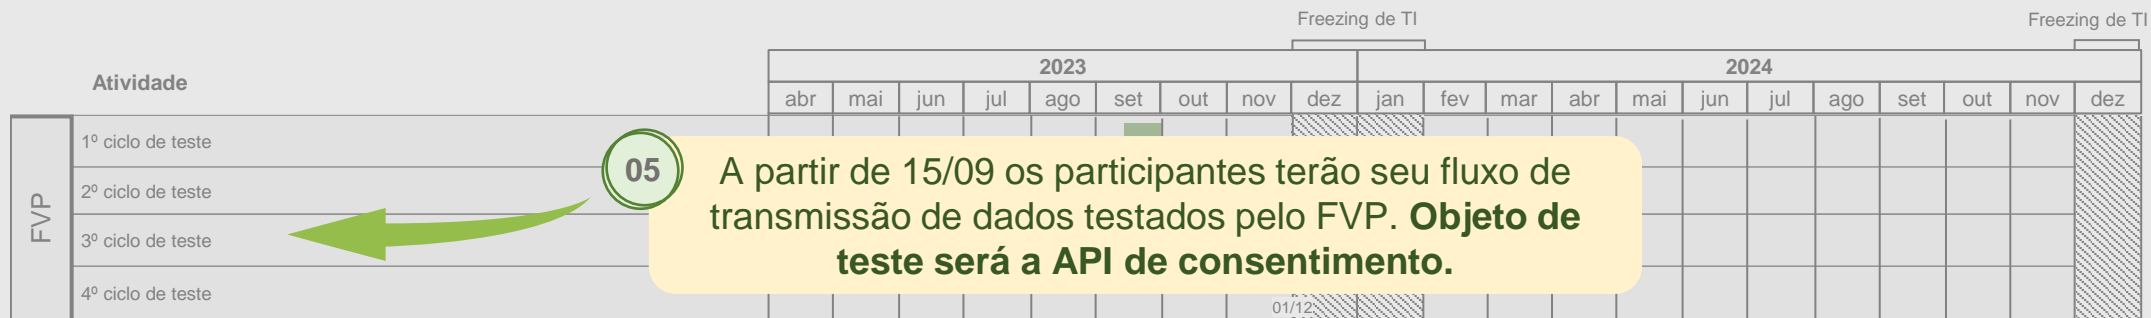 Freezing de TI
Freezing de TI
Atividade
2023
2024
abr mai jun jul ago set out nov dez jan fev mar abr mai jun jul ago set out nov dez
FVP
1º ciclo de teste
2º ciclo de teste
3º ciclo de teste
4º ciclo de teste
05
A partir de 15/09 os participantes terão seu fluxo de
transmissão de dados testados pelo FVP. Objeto de
teste será a API de consentimento.
01/12